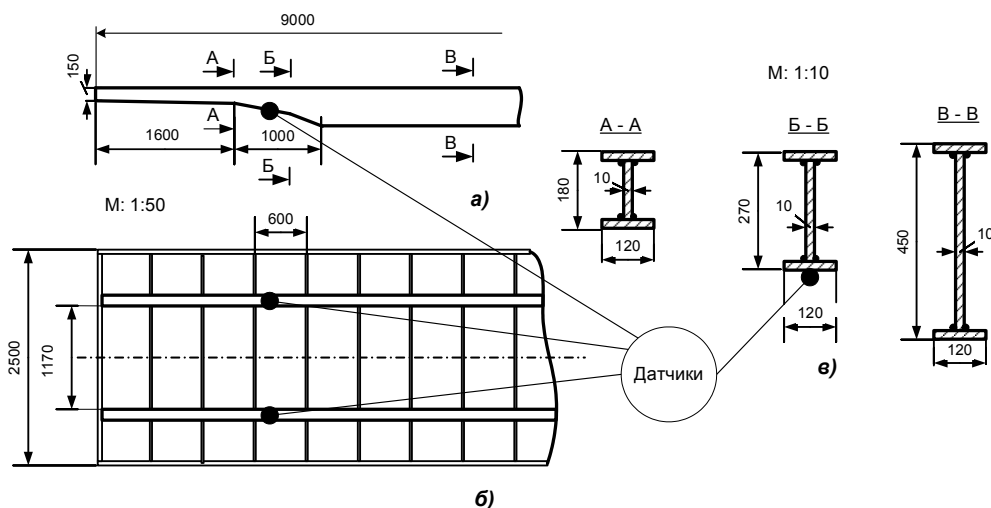 9000
А
Б
В
150
А
1600
1000
Б
В
а)
М: 1:50
М: 1:10
А - А
180
10
120
Б - Б
270
10
120
В - В
450
10
120
в)
600
2500
1170
Датчики
б)